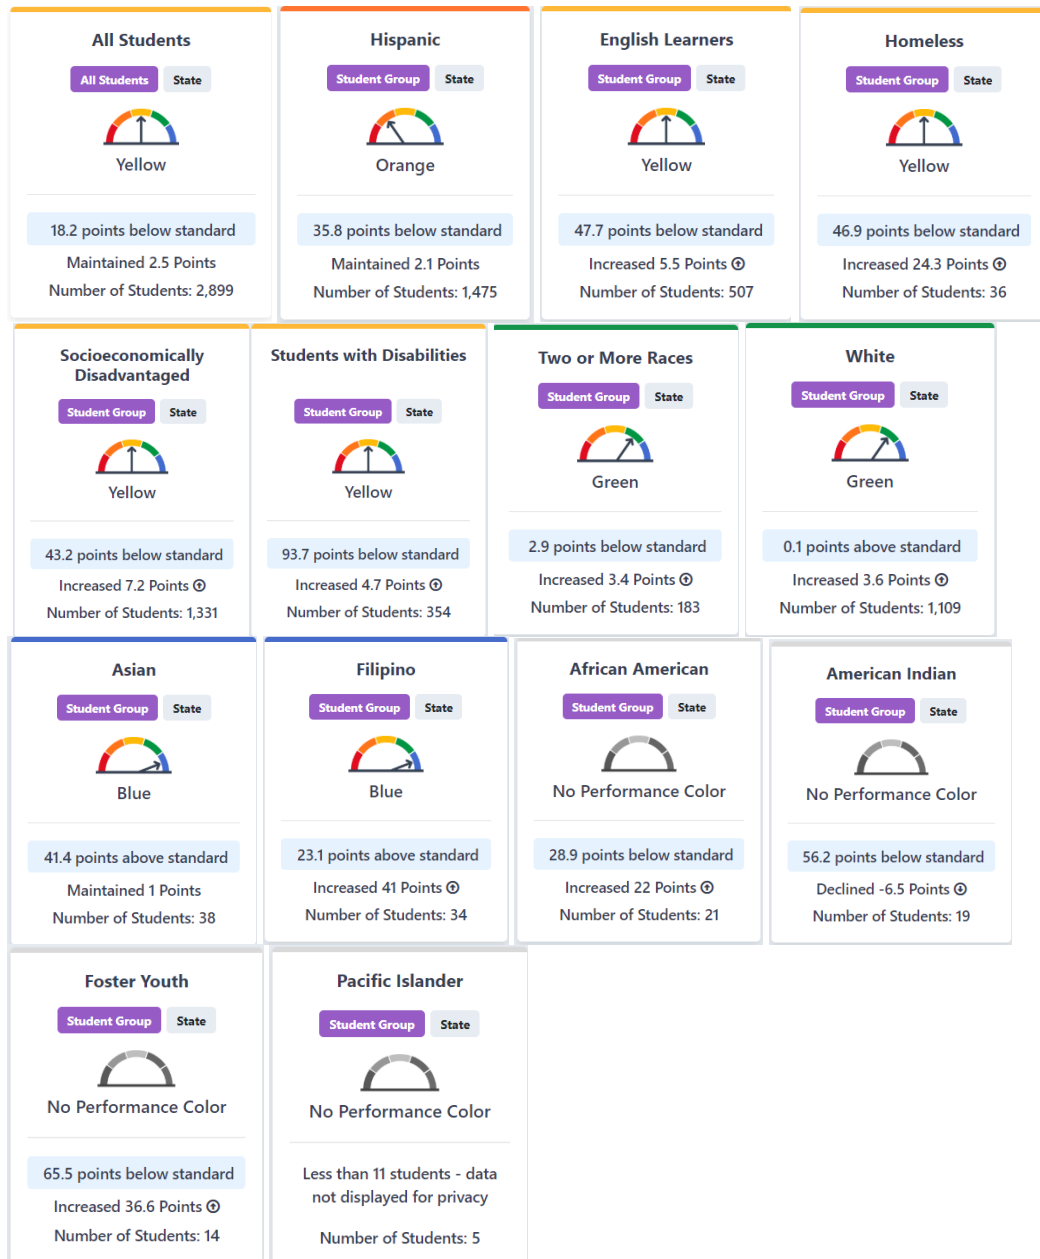 All Students
All Students State
Yellow
18.2 points below standard
Maintained 2.5 Points
Number of Students: 2,899
Hispanic
Student Group State
Orange
35.8 points below standard
Maintained 2.1 Points
Number of Students: 1,475
English Learners
Student Group State
Yellow
47.7 points below standard
Increased 5.5 Points
Number of Students: 507
Homeless
Student Group State
Yellow
46.9 points below standard
Increased 24.3 Points
Number of Students: 36
Socioeconomically
Disadvantaged
Student Group State
Yellow
43.2 points below standard
Increased 7.2 Points
Number of Students: 1,331
Students with Disabilities
Student Group State
Yellow
93.7 points below standard
Increased 4.7 Points
Number of Students: 354
Two or More Races
Student Group State
Green
2.9 points below standard
Increased 3.4 Points
Number of Students: 183
White
Student Group State
Green
0.1 points above standard
Increased 3.6 Points
Number of Students: 1,109
Asian
Student Group State
Blue
41.4 points above standard
Maintained 1 Points
Number of Students: 38
Filipino
Student Group State
Blue
23.1 points above standard
Increased 41 Points
Number of Students: 34
African American
Student Group State
No Performance Color
28.9 points below standard
Increased 22 Points
Number of Students: 21
American Indian
Student Group State
No Performance Color
56.2 points below standard
Declined -6.5 Points
Number of Students: 19
Foster Youth
Student Group State
No Performance Color
65.5 points below standard
Increased 36.6 Points
Number of Students: 14
Pacific Islander
Student Group State
No Performance Color
Less than 11 students - data
not displayed for privacy
Number of Students: 5